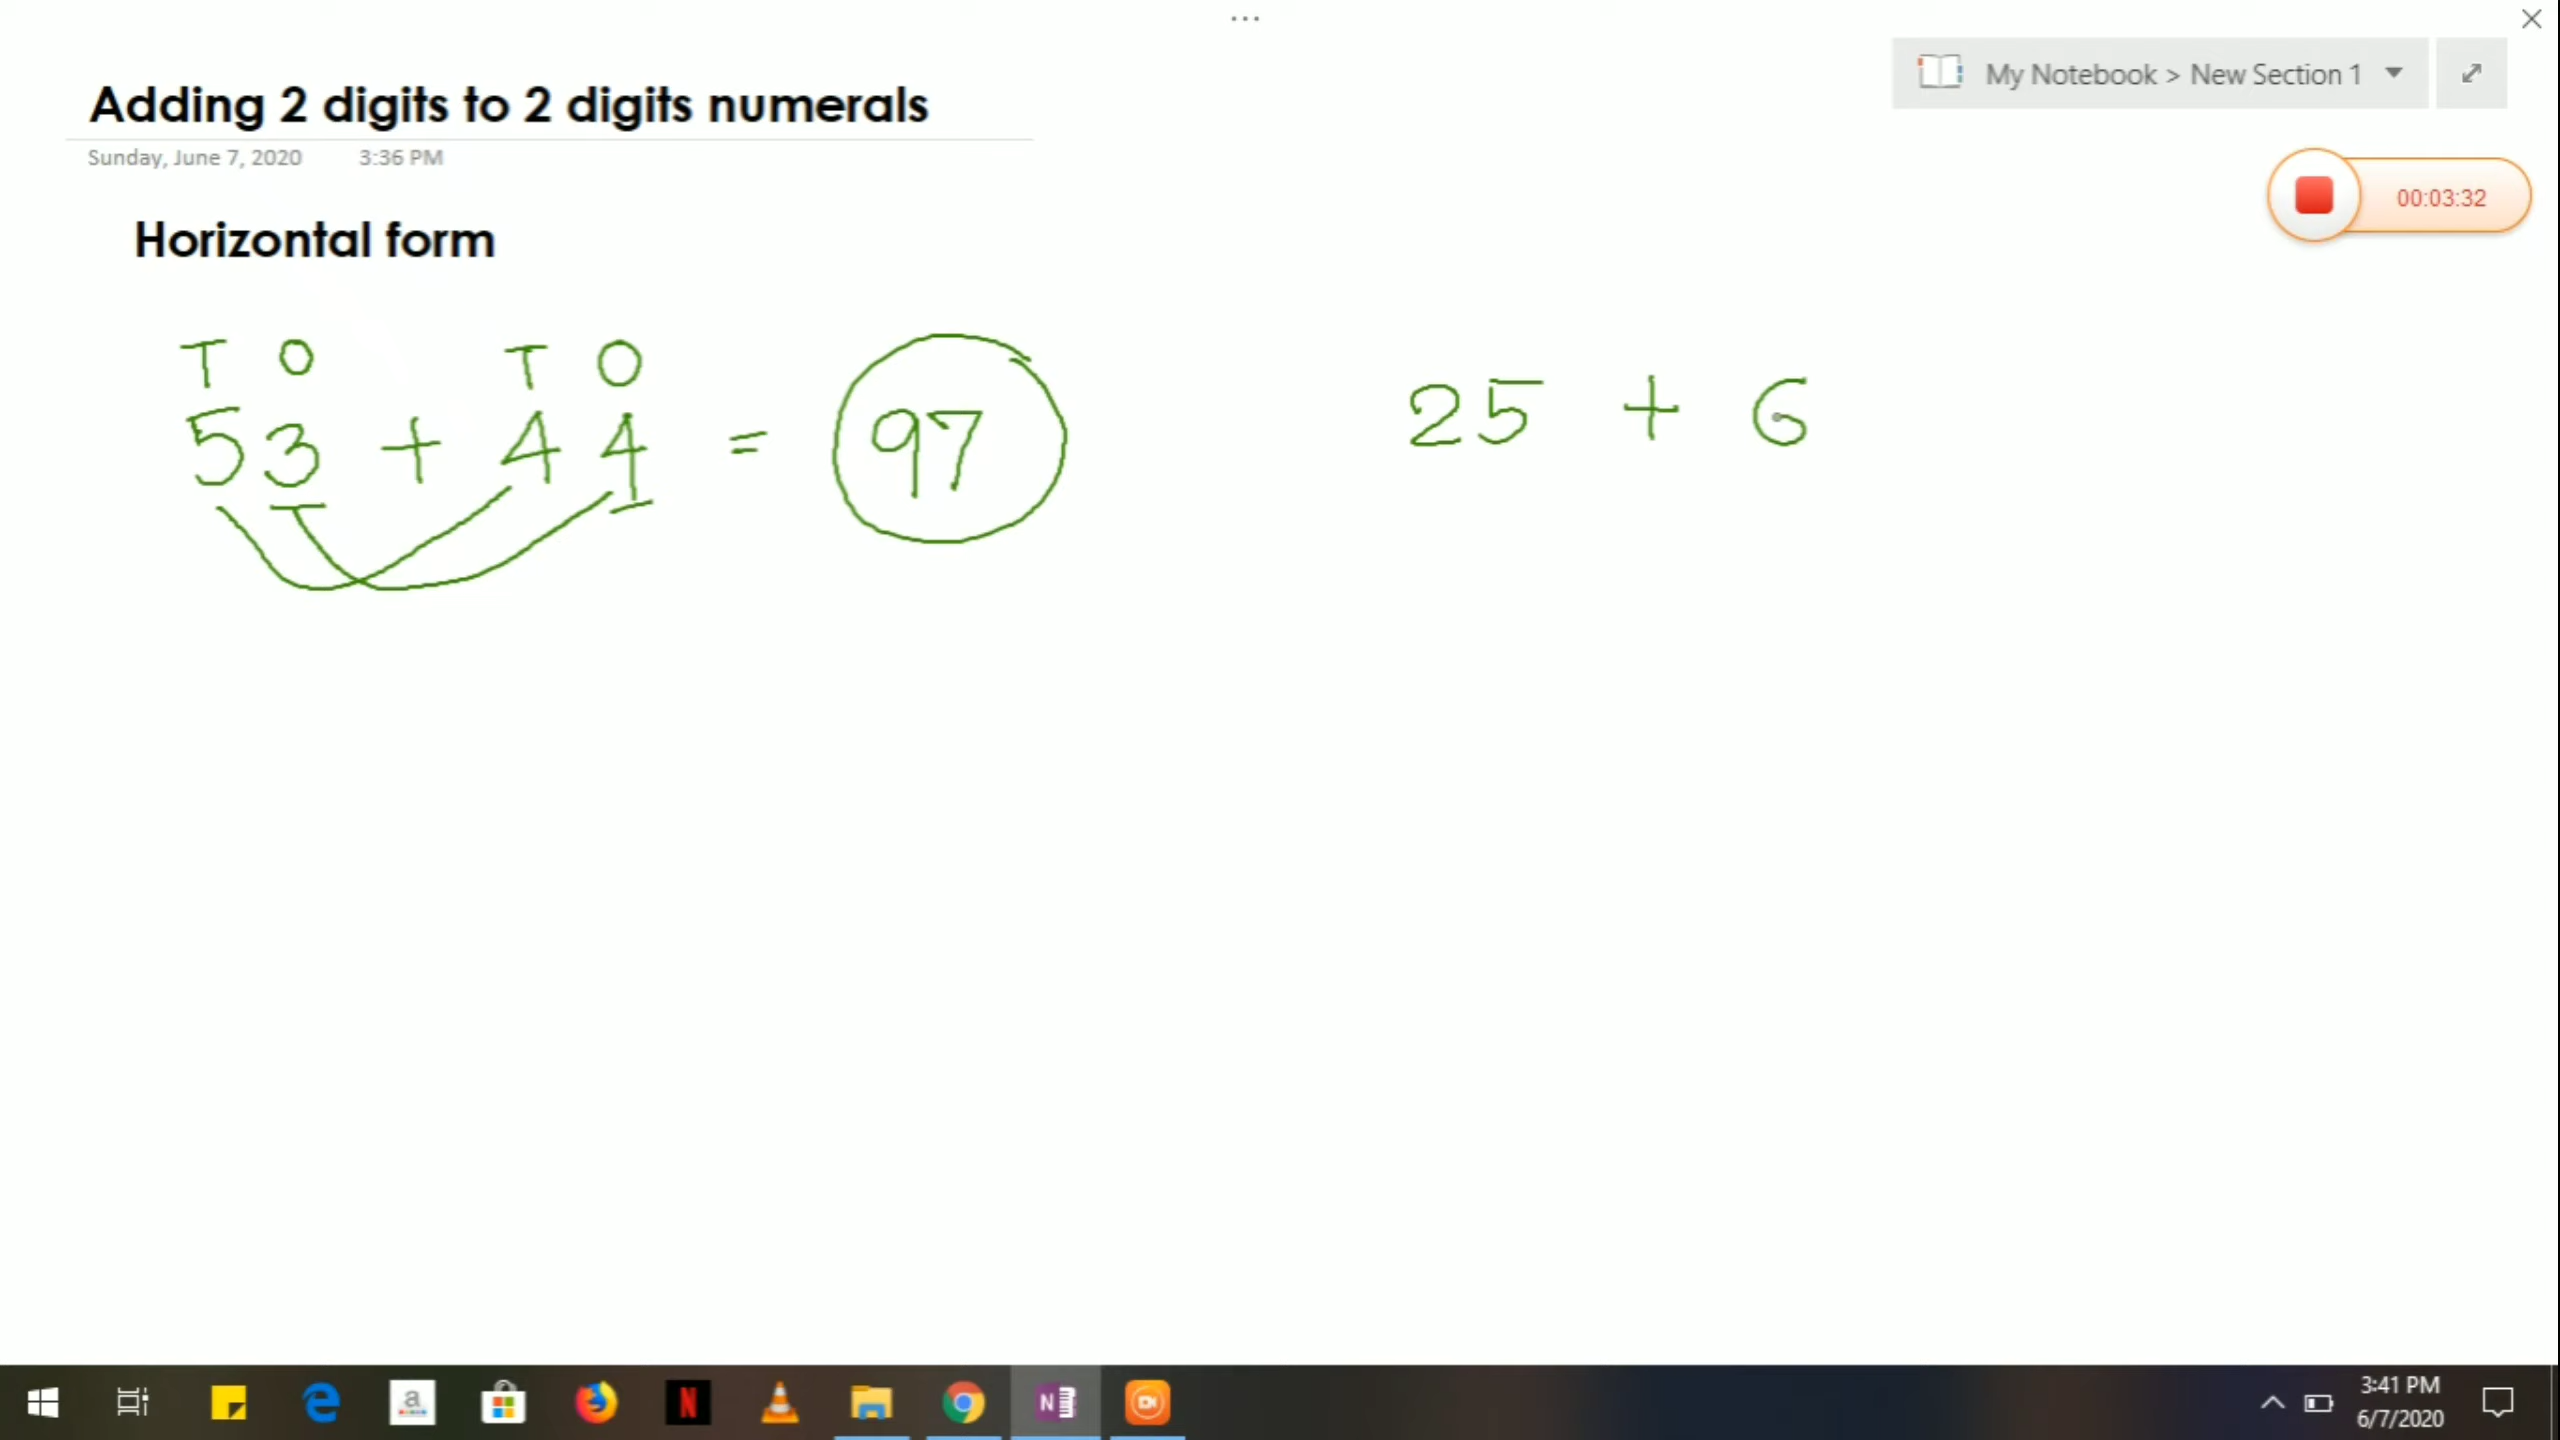 ...
My Notebook > New Section 1
Adding 2 digits to 2 digits numerals
Sunday, June 7, 2020 3:36 PM
00:03:32
Horizontal form
T O T O
53 + 44 = 97
25 + 6
a
N
N
3:41 PM
6/7/2020